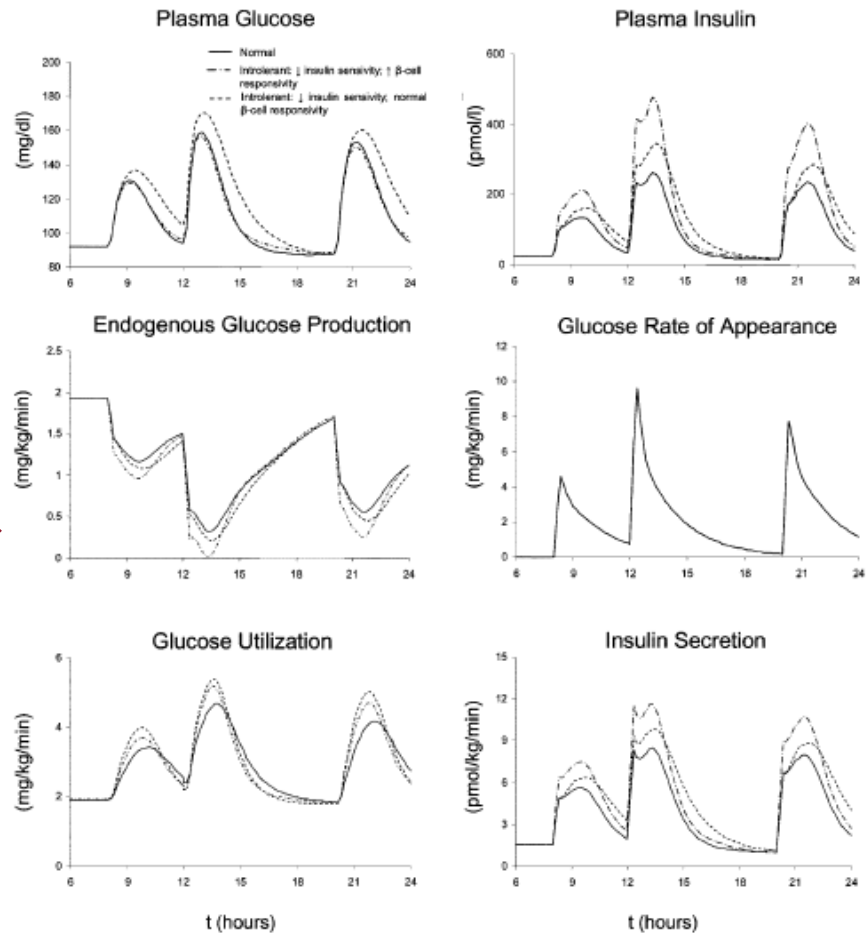 Plasma Glucose
Normal
Introlerant: ↓ insulin sensivity; ↑ β-cell
responsivity
Introlerant: ↓ insulin sensivity; normal
β-cell responsivity
(mg/dl)
200
180
160
140
120
100
80
6 9 12 15 18 21 24
Plasma Insulin
(pmol/l)
600
400
200
0
6 9 12 15 18 21 24
Endogenous Glucose Production
(mg/kg/min)
2.5
2
1.5
1
0.5
0
6 9 12 15 18 21 24
Glucose Rate of Appearance
(mg/kg/min)
12
10
8
6
4
2
0
6 9 12 15 18 21 24
Glucose Utilization
(mg/kg/min)
6
4
2
0
6 9 12 15 18 21 24
t (hours)
Insulin Secretion
(pmol/kg/min)
15
12
9
6
3
0
6 9 12 15 18 21 24
t (hours)